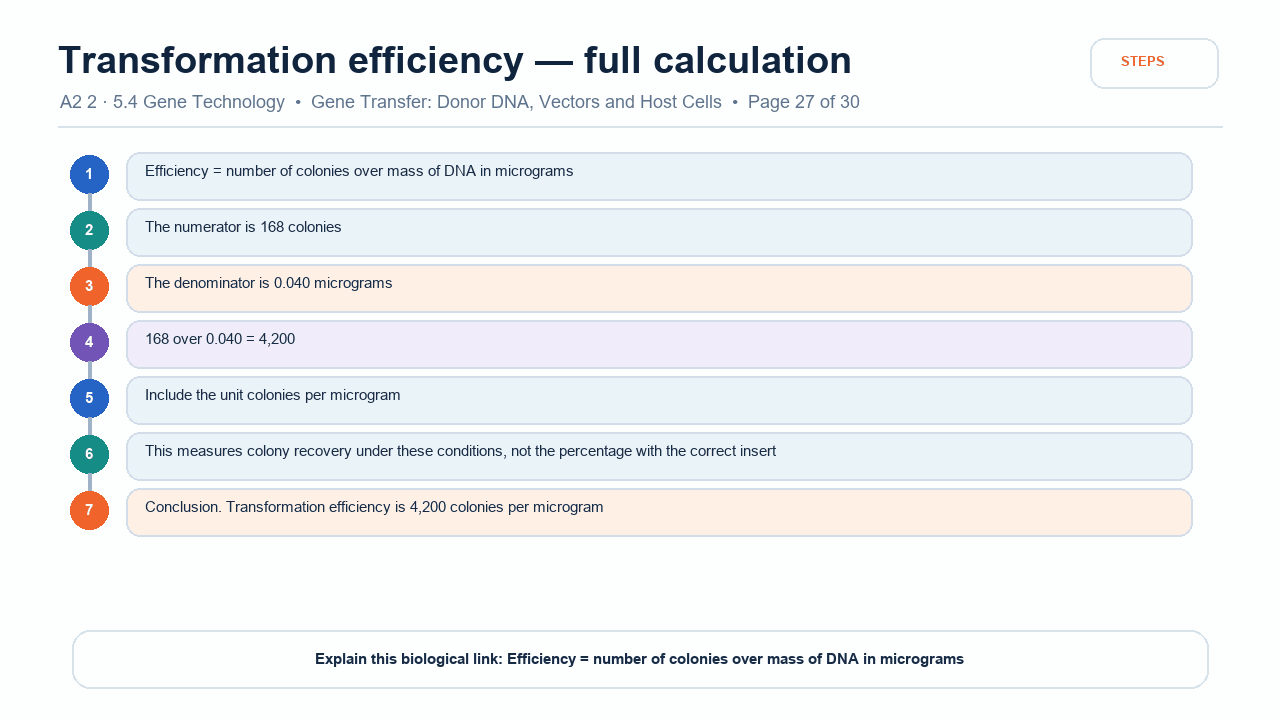 Transformation efficiency — full calculation
STEPS
A2 2 · 5.4 Gene Technology • Gene Transfer: Donor DNA, Vectors and Host Cells • Page 27 of 30
1 Efficiency = number of colonies over mass of DNA in micrograms
2 The numerator is 168 colonies
3 The denominator is 0.040 micrograms
4 168 over 0.040 = 4,200
5 Include the unit colonies per microgram
6 This measures colony recovery under these conditions, not the percentage with the correct insert
7 Conclusion. Transformation efficiency is 4,200 colonies per microgram
Explain this biological link: Efficiency = number of colonies over mass of DNA in micrograms